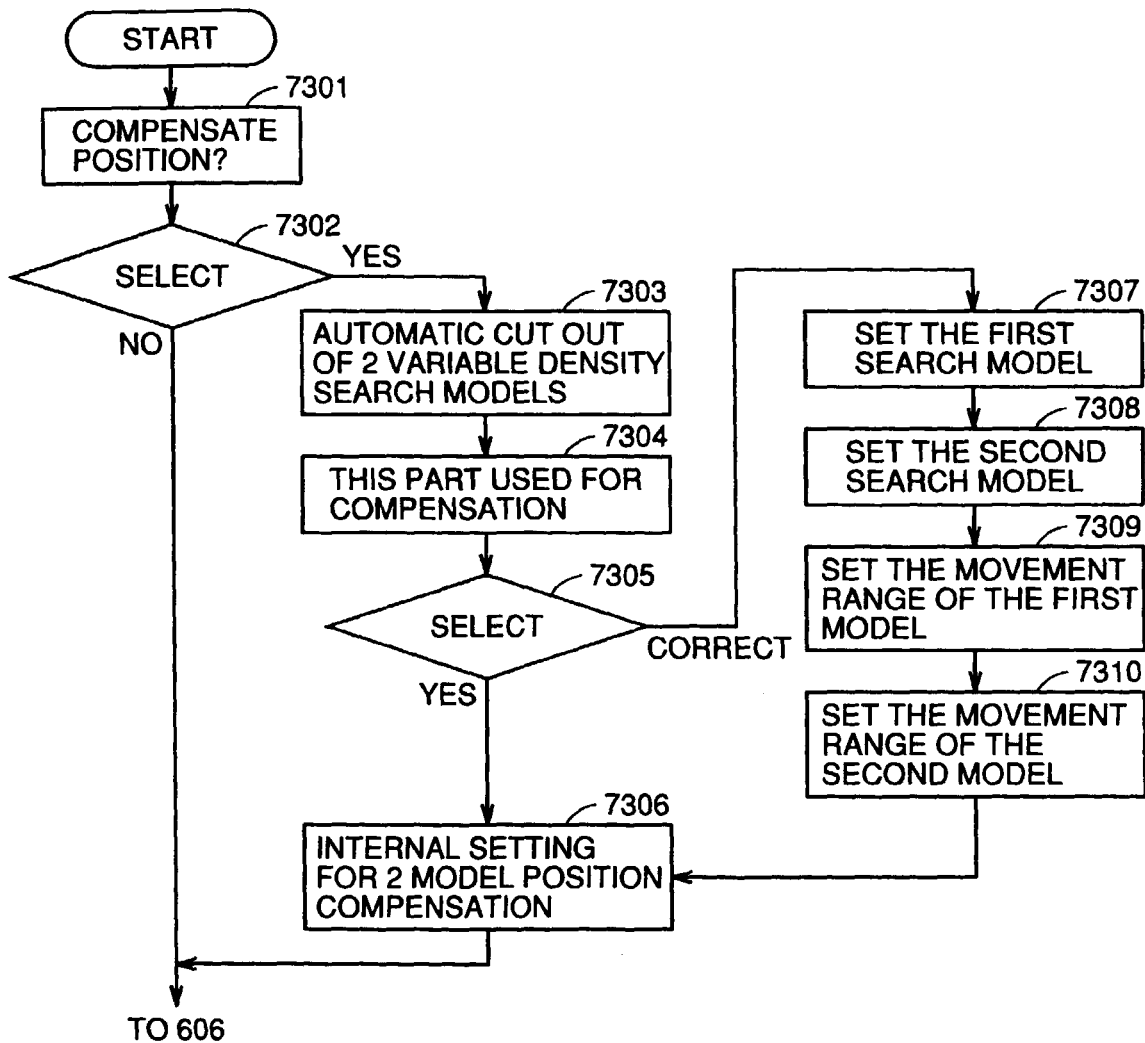 START
7301
COMPENSATE
POSITION?
7302
SELECT
YES
NO
7303
AUTOMATIC CUT OUT
OF 2 VARIABLE DENSITY
SEARCH MODELS
7304
THIS PART USED FOR
COMPENSATION
7305
SELECT
CORRECT
YES
7306
INTERNAL SETTING
FOR 2 MODEL POSITION
COMPENSATION
7307
SET THE FIRST
SEARCH MODEL
7308
SET THE SECOND
SEARCH MODEL
7309
SET THE MOVEMENT
RANGE OF THE FIRST
MODEL
7310
SET THE MOVEMENT
RANGE OF THE
SECOND MODEL
TO 606